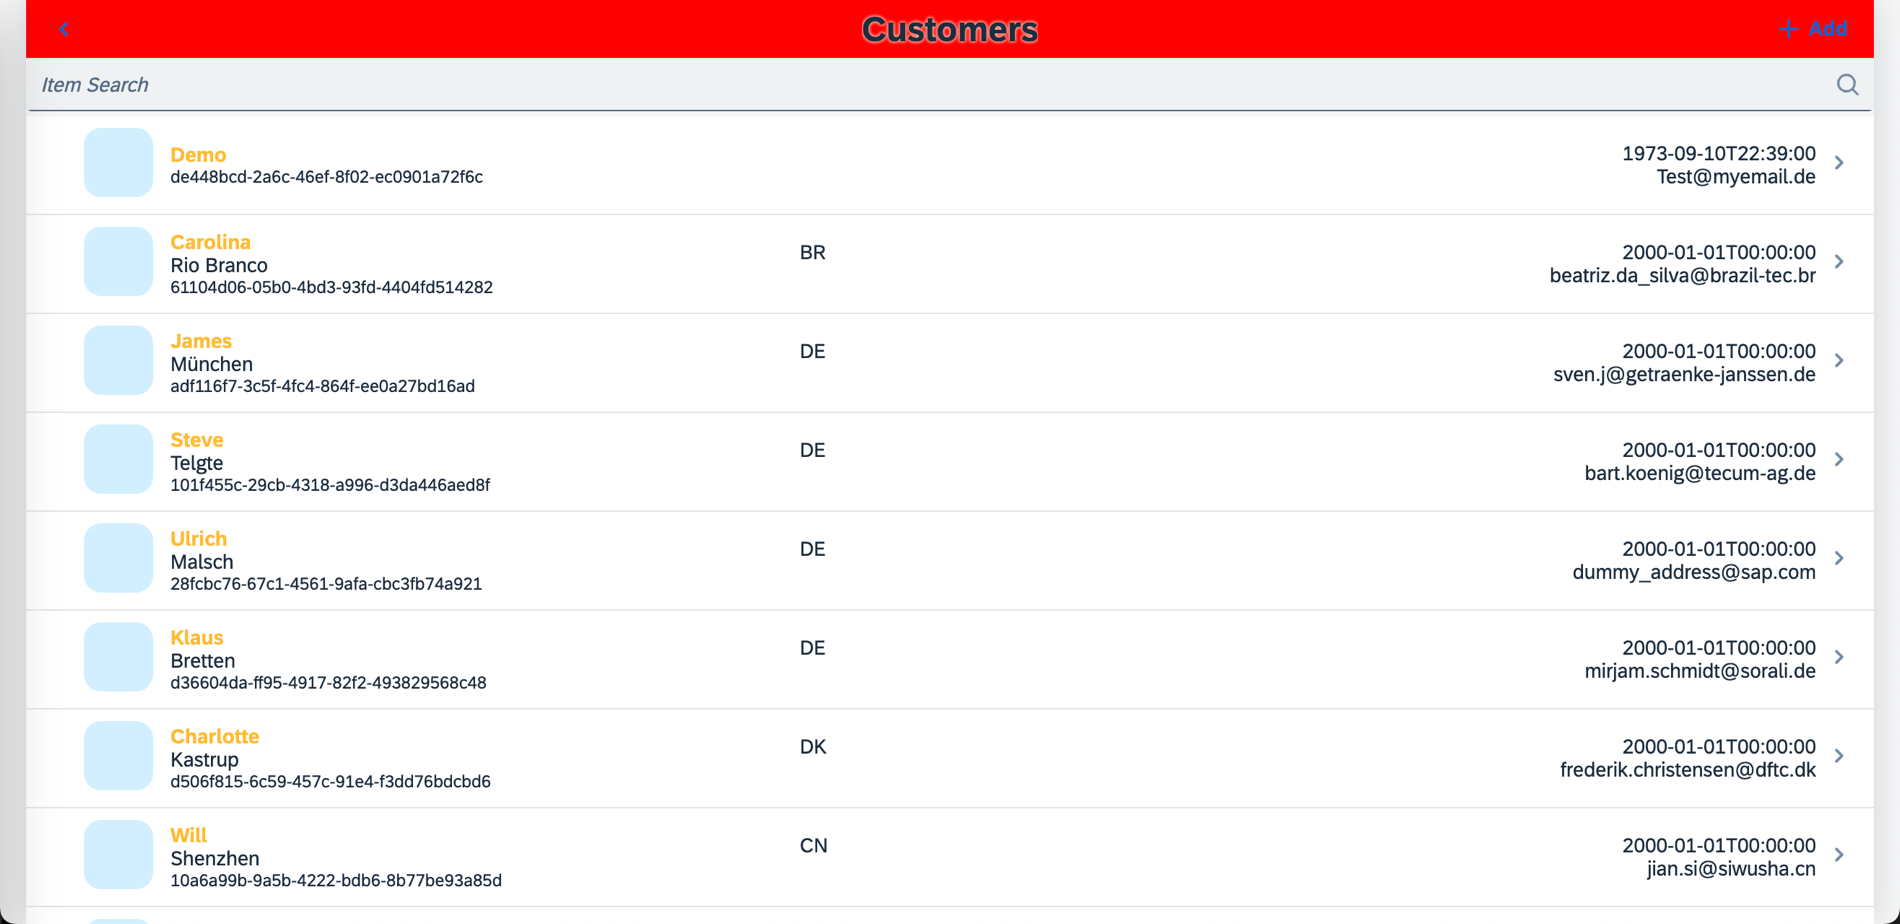 Customers
Add
Item Search
Demo
de448bcd-2a6c-46ef-8f02-ec0901a72f6c
1973-09-10T22:39:00
Test@myemail.de
Carolina
Rio Branco
61104d06-05b0-4bd3-93fd-4404fd514282
BR
2000-01-01T00:00:00
beatriz.da_silva@brazil-tec.br
James
München
adf116f7-3c5f-4fc4-864f-ee0a27bd16ad
DE
2000-01-01T00:00:00
sven.j@getraenke-janssen.de
Steve
Telgte
101f455c-29cb-4318-a996-d3da446aed8f
DE
2000-01-01T00:00:00
bart.koenig@tecum-ag.de
Ulrich
Malsch
28fcbc76-67c1-4561-9afa-cbc3fb74a921
DE
2000-01-01T00:00:00
dummy_address@sap.com
Klaus
Bretten
d36604da-ff95-4917-82f2-493829568c48
DE
2000-01-01T00:00:00
mirjam.schmidt@sorali.de
Charlotte
Kastrup
d506f815-6c59-457c-91e4-f3dd76bdcbd6
DK
2000-01-01T00:00:00
frederik.christensen@dftc.dk
Will
Shenzhen
10a6a99b-9a5b-4222-bdb6-8b77be93a85d
CN
2000-01-01T00:00:00
jian.si@siwusha.cn